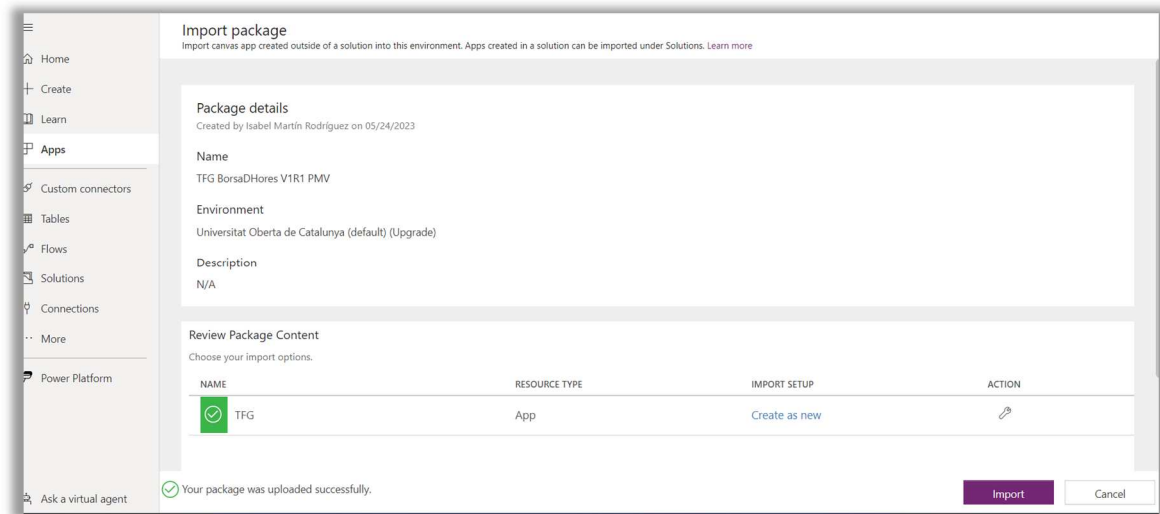 Import package
Import canvas app created outside of a solution into this environment. Apps created in a solution can be imported under Solutions. Learn more
Home
Create
Learn
Apps
Custom connectors
Tables
Flows
Solutions
Connections
More
Power Platform
Ask a virtual agent
Package details
Created by Isabel Martín Rodríguez on 05/24/2023
Name
TFG BorsaDHores V1R1 PMV
Environment
Universitat Oberta de Catalunya (default) (Upgrade)
Description
N/A
Review Package Content
Choose your import options.
NAME RESOURCE TYPE IMPORT SETUP ACTION
TFG App Create as new
Your package was uploaded successfully.
Import Cancel